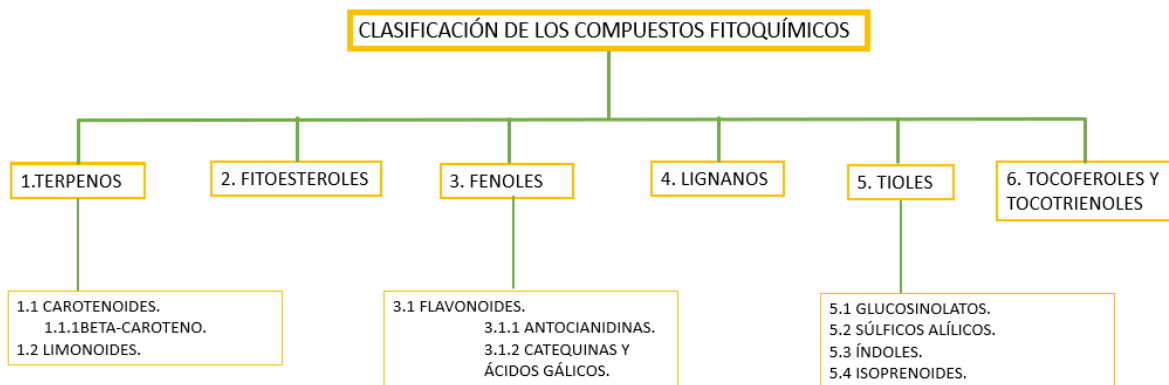 CLASIFICACIÓN DE LOS COMPUESTOS FITOQUÍMICOS
1.TERPENOS
2. FITOESTEROLES
3. FENOLES
4. LIGNANOS
5. TIOLES
6. TOCOFEROLES Y
TOCOTRIENOLES
1.1 CAROTENOIDES.
1.1.1BETA-CAROTENO.
1.2 LIMONOIDES.
3.1 FLAVONOIDES.
3.1.1 ANTOCIANIDINAS.
3.1.2 CATEQUINAS Y
ÁCIDOS GÁLICOS.
5.1 GLUCOSINOLATOS.
5.2 SÚLFICOS ALÍLICOS.
5.3 ÍNDOLES.
5.4 ISOPRENOIDES.